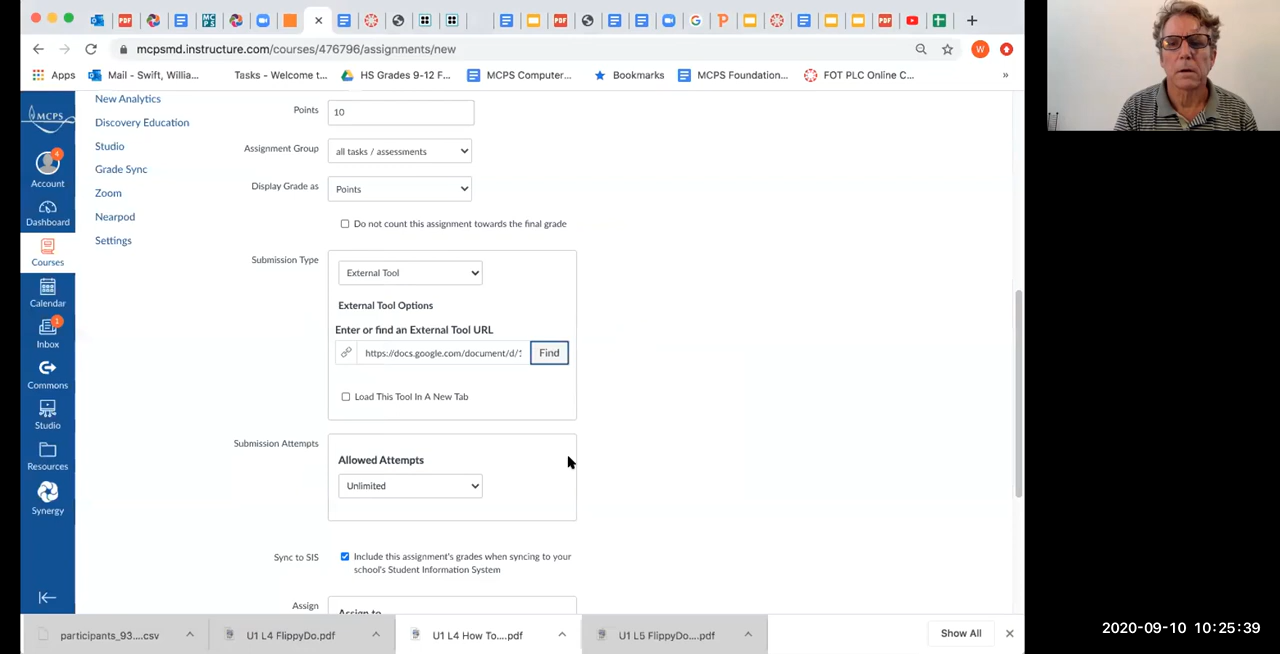 mcpsmd.instructure.com/courses/476796/assignments/new
W
Apps
Mail - Swift, Willia...
Tasks - Welcome t...
HS Grades 9-12 F...
MCPS Computer...
Bookmarks
MCPS Foundation...
FOT PLC Online C...
»
MCPS
4
Account
Dashboard
Courses
Calendar
1
Inbox
Commons
Studio
Resources
Synergy
New Analytics
Discovery Education
Studio
Grade Sync
Zoom
Nearpod
Settings
Points
10
Assignment Group
all tasks / assessments
Display Grade as
Points
Do not count this assignment towards the final grade
Submission Type
External Tool
External Tool Options
Enter or find an External Tool URL
https://docs.google.com/document/d/
Find
Load This Tool In A New Tab
Submission Attempts
Allowed Attempts
Unlimited
Sync to SIS
Include this assignment's grades when syncing to your
school's Student Information System
Assign
Assign to
participants_93....csv
U1 L4 FlippyDo.pdf
U1 L4 How To....pdf
U1 L5 FlippyDo....pdf
Show All
2020-09-10 10:25:39